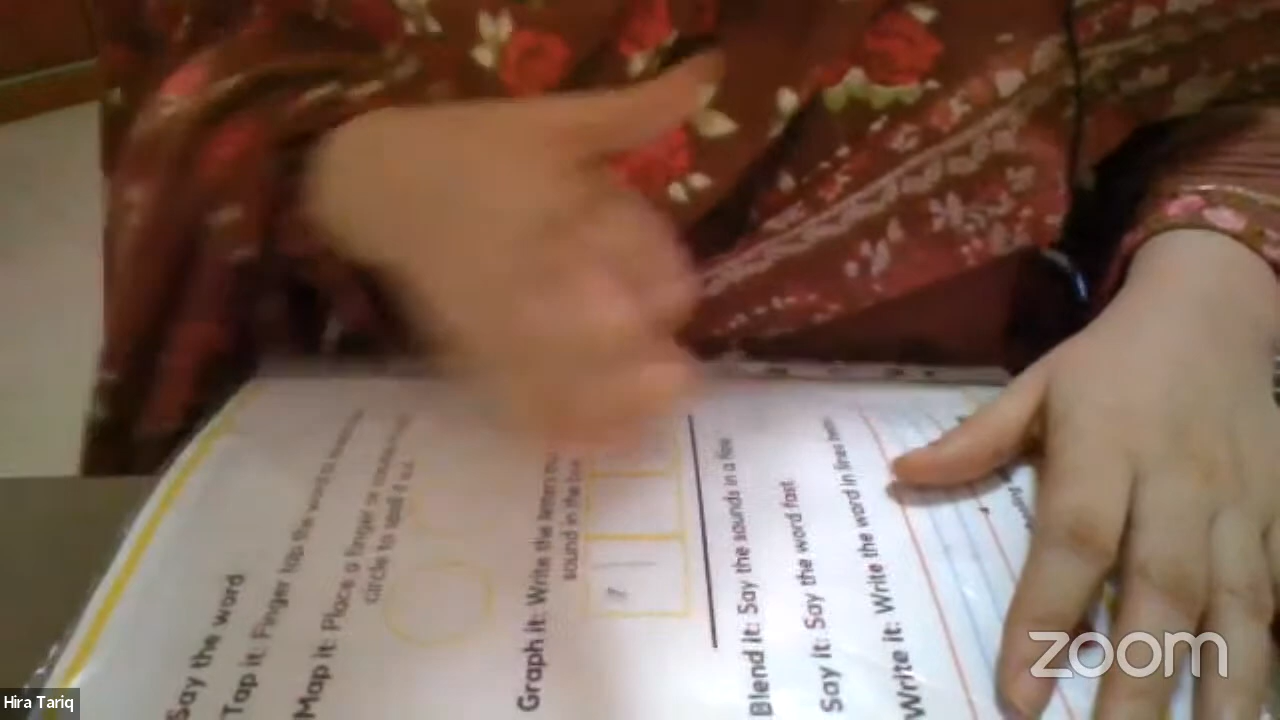 Say the word
Tap it: Finger tap the word to
Map it: Place a finger or
circle to spell it out
Graph it: Write the letters
sound in the box
Blend it: Say the sounds in a
Say it: Say the word fast
Write it: Write the word in lines
Hira Tariq
zoom